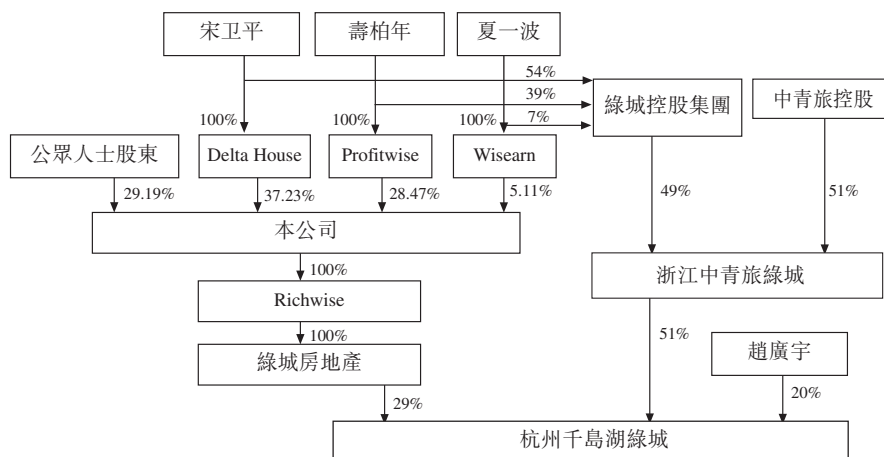 宋卫平
壽柏年
夏一波
54%
綠城控股集團
中青旅控股
39%
100%
100%
100%
7%
公眾人士股東
Delta House
Profitwise
Wisearn
29.19%
37.23%
28.47%
5.11%
49%
51%
本公司
100%
浙江中青旅綠城
Richwise
100%
51%
趙廣宇
綠城房地產
29%
20%
杭州千島湖綠城